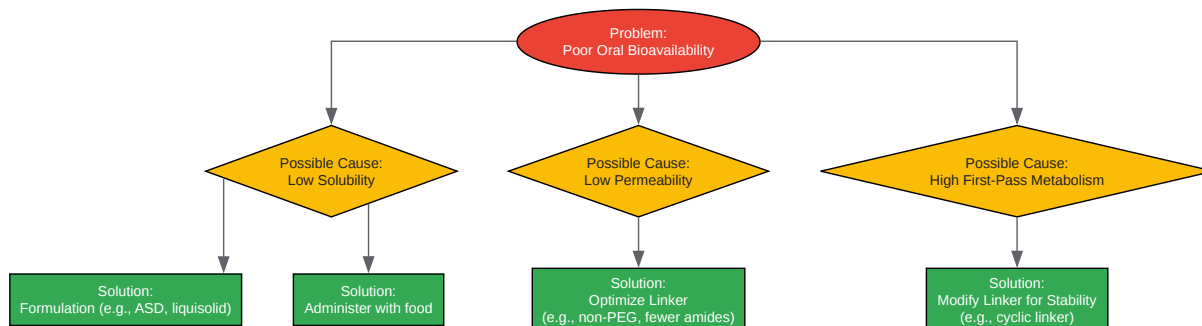 Problem:
Poor Oral Bioavailability
Possible Cause:
Low Solubility
Possible Cause:
Low Permeability
Possible Cause:
High First-Pass Metabolism
Solution:
Formulation (e.g., ASD, liquisolid)
Solution:
Administer with food
Solution:
Optimize Linker
(e.g., non-PEG, fewer amides)
Solution:
Modify Linker for Stability
(e.g., cyclic linker)